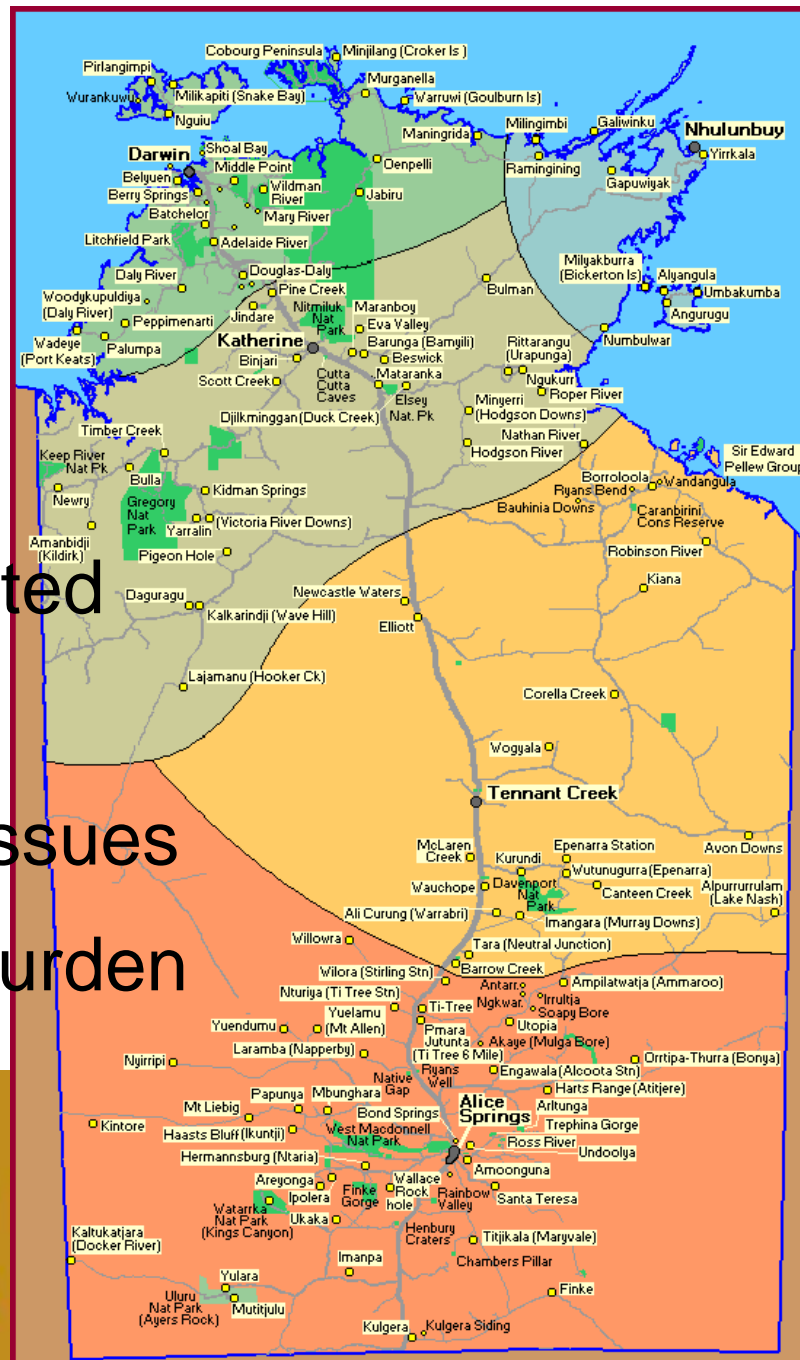 Cobourg Peninsula
Minjilang (Croker Is )
Pirlangimpi
Murganella
Wurankuwu
Milikapiti (Snake Bay)
Warruwi (Goulburn Is)
Nguiu
Maningrida
Milingimbi
Galiwinku
Nhulunbuy
Yirrkala
Shoal Bay
Darwin
Middle Point
Oenpelli
Ramingining
Gapuwiyak
Belyuen
Berry Springs
Wildman
River
Jabiru
Batchelor
Mary River
Litchfield Park
Adelaide River
Daly River
Douglas-Daly
Pine Creek
Bulman
Milyakburra
(Bickerton Is)
Alyangula
Umbakumba
Angurugu
Woodykupuldiya
(Daly River)
Jindare
Nitmiluk
Nat
Park
Maranboy
Eva Valley
Peppimenarti
Wadeye
(Port Keats)
Palumpa
Katherine
Barunga (Bamyili)
Beswick
Rittarangu
(Urapunga)
Numbulwar
Binjari
Scott Creek
Cutta
Cutta
Caves
Mataranka
Elsey
Nat. Pk
Ngukurr
Roper River
Djilkminggan (Duck Creek)
Minyerri
(Hodgson Downs)
Timber Creek
Nathan River
Hodgson River
Keep River
Nat Pk
Bulla
Sir Edward
Pellew Group
Borroloola
Wandangula
Ryans Bend
Newry
Gregory
Nat
Park
Kidman Springs
Bauhinia Downs
Caranbirini
Cons Reserve
Yarralin
(Victoria River Downs)
Amanbidji
(Kildirk)
Pigeon Hole
Robinson River
Kiana
ted
Daguragu
Kalkarindji (Wave Hill)
Newcastle Waters
Elliott
Lajamanu (Hooker Ck)
Corella Creek
Wogyala
Tennant Creek
ssues
McLaren
Creek
Kurundi
Epenarra Station
Avon Downs
Wutunugurra (Epenarra)
Wauchope
Davenport
Nat
Park
Canteen Creek
Alpurrurrulam
(Lake Nash)
Ali Curung (Warrabri)
Imangara (Murray Downs)
Willowra
Tara (Neutral Junction)
urden
Wilora (Stirling Stn)
Barrow Creek
Nturiya (Ti Tree Stn)
Antarr.
Ngkwar.
Ampilatwatja (Ammaroo)
Irrultja
Soapy Bore
Yuelamu
(Mt Allen)
Ti-Tree
Yuendumu
Pmara
Jutunta
(Ti Tree 6 Mile)
Utopia
Akaye (Mulga Bore)
Laramba (Napperby)
Nyirripi
Native
Gap
Ryans
Well
Engawala (Alcoota Stn)
Orrtipa-Thurra (Bonya)
Papunya
Mbunghara
Harts Range (Atitjere)
Mt Liebig
Bond Springs
Alice
Springs
Arltunga
Kintore
Haasts Bluff (Ikuntji)
West Macdonnell
Nat Park
Trephina Gorge
Ross River
Undoolya
Hermannsburg (Ntaria)
Amoonguna
Areyonga
Ipolera
Finke
Gorge
Wallace
Rock
hole
Rainbow
Valley
Santa Teresa
Watarrka
Nat Park
(Kings Canyon)
Ukaka
Kaltukatjara
(Docker River)
Henbury
Craters
Titjikala (Maryvale)
Imanpa
Chambers Pillar
Yulara
Finke
Uluru
Nat Park
(Ayers Rock)
Mutitjulu
Kulgera
Kulgera Siding